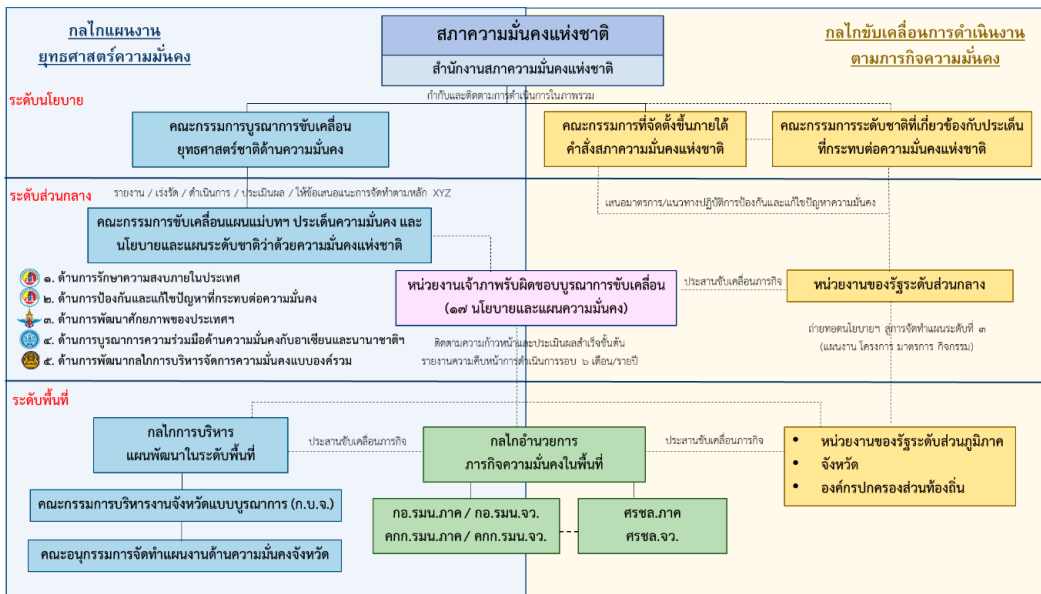 กลไกแผนงาน
ยุทธศาสตร์ความมั่นคง
สภาความมั่นคงแห่งชาติ
สำนักงานสภาความมั่นคงแห่งชาติ
กลไกขับเคลื่อนการดำเนินงาน
ตามภารกิจความมั่นคง
ระดับนโยบาย
กำกับและติดตามการดำเนินการในภาพรวม
คณะกรรมการบูรณาการขับเคลื่อน
ยุทธศาสตร์ชาติด้านความมั่นคง
คณะกรรมการที่จัดตั้งขึ้นภายใต้
คำสั่งสภาความมั่นคงแห่งชาติ
คณะกรรมการระดับชาติที่เกี่ยวข้องกับประเด็น
ที่กระทบต่อความมั่นคงแห่งชาติ
ระดับส่วนกลาง
รายงาน / เร่งรัด / ดำเนินการ / ประเมินผล / ให้ข้อเสนอแนะการจัดทำตามหลัก XYZ
เสนอมาตรการ/แนวทางปฏิบัติการป้องกันและแก้ไขปัญหาความมั่นคง
คณะกรรมการขับเคลื่อนแผนแม่บทฯ ประเด็นความมั่นคง และ
นโยบายและแผนระดับชาติว่าด้วยความมั่นคงแห่งชาติ
๑. ด้านการรักษาความสงบภายในประเทศ
๒. ด้านการป้องกันและแก้ไขปัญหาที่กระทบต่อความมั่นคง
๓. ด้านการพัฒนาศักยภาพของประเทศฯ
๔. ด้านการบูรณาการความร่วมมือด้านความมั่นคงกับอาเซียนและนานาชาติฯ
๕. ด้านการพัฒนากลไกการบริหารจัดการความมั่นคงแบบองค์รวม
หน่วยงานเจ้าภาพรับผิดชอบบูรณาการขับเคลื่อน
(๑๗ นโยบายและแผนความมั่นคง)
ประสานขับเคลื่อนภารกิจ
หน่วยงานของรัฐระดับส่วนกลาง
ติดตามความก้าวหน้าและประเมินผลสำเร็จขั้นต้น
รายงานความคืบหน้าการดำเนินการรอบ ๖ เดือน/รายปี
ถ่ายทอดนโยบายฯ สู่การจัดทำแผนระดับที่ ๓
(แผนงาน โครงการ มาตรการ กิจกรรม)
ระดับพื้นที่
กลไกการบริหาร
แผนพัฒนาในระดับพื้นที่
ประสานขับเคลื่อนภารกิจ
กลไกอำนวยการ
ภารกิจความมั่นคงในพื้นที่
ประสานขับเคลื่อนภารกิจ
• หน่วยงานของรัฐระดับส่วนภูมิภาค
• จังหวัด
• องค์กรปกครองส่วนท้องถิ่น
คณะกรรมการบริหารงานจังหวัดแบบบูรณาการ (ก.บ.จ.)
คณะอนุกรรมการจัดทำแผนงานด้านความมั่นคงจังหวัด
กอ.รมน.ภาค / กอ.รมน.จว.
คกก.รมน.ภาค / คกก.รมน.จว.
ศรชล.ภาค
ศรชล.จว.